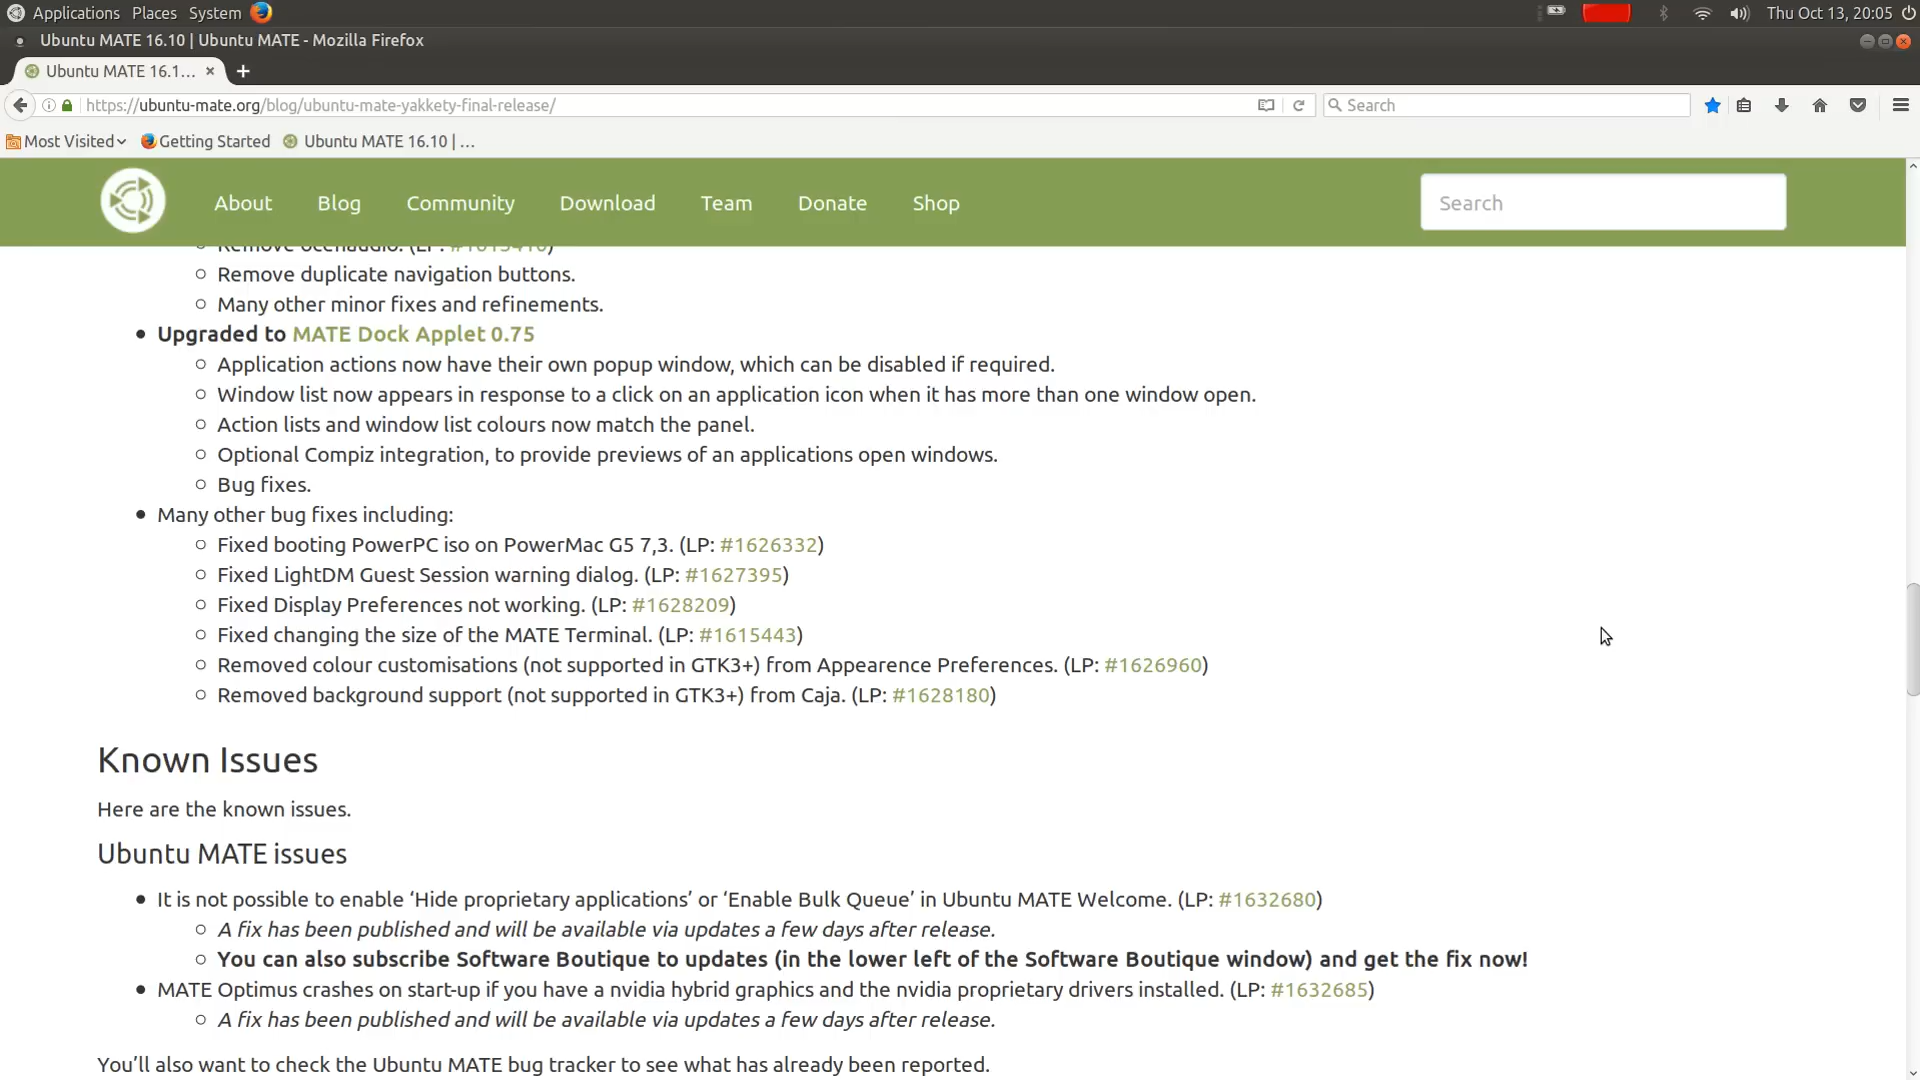 Applications Places System
Thu Oct 13, 20:05
Ubuntu MATE 16.10 | Ubuntu MATE - Mozilla Firefox
Ubuntu MATE 16.1... × +
https://ubuntu-mate.org/blog/ubuntu-mate-yakkety-final-release/
Search
Most Visited
Getting Started
Ubuntu MATE 16.10 | ...
About Blog Community Download Team Donate Shop
Search
Remove ocenaudio. (LP: #1615410)
Remove duplicate navigation buttons.
Many other minor fixes and refinements.
Upgraded to MATE Dock Applet 0.75
Application actions now have their own popup window, which can be disabled if required.
Window list now appears in response to a click on an application icon when it has more than one window open.
Action lists and window list colours now match the panel.
Optional Compiz integration, to provide previews of an applications open windows.
Bug fixes.
Many other bug fixes including:
Fixed booting PowerPC iso on PowerMac G5 7,3. (LP: #1626332)
Fixed LightDM Guest Session warning dialog. (LP: #1627395)
Fixed Display Preferences not working. (LP: #1628209)
Fixed changing the size of the MATE Terminal. (LP: #1615443)
Removed colour customisations (not supported in GTK3+) from Appearence Preferences. (LP: #1626960)
Removed background support (not supported in GTK3+) from Caja. (LP: #1628180)
Known Issues
Here are the known issues.
Ubuntu MATE issues
It is not possible to enable ‘Hide proprietary applications’ or ‘Enable Bulk Queue’ in Ubuntu MATE Welcome. (LP: #1632680)
A fix has been published and will be available via updates a few days after release.
You can also subscribe Software Boutique to updates (in the lower left of the Software Boutique window) and get the fix now!
MATE Optimus crashes on start-up if you have a nvidia hybrid graphics and the nvidia proprietary drivers installed. (LP: #1632685)
A fix has been published and will be available via updates a few days after release.
You’ll also want to check the Ubuntu MATE bug tracker to see what has already been reported.